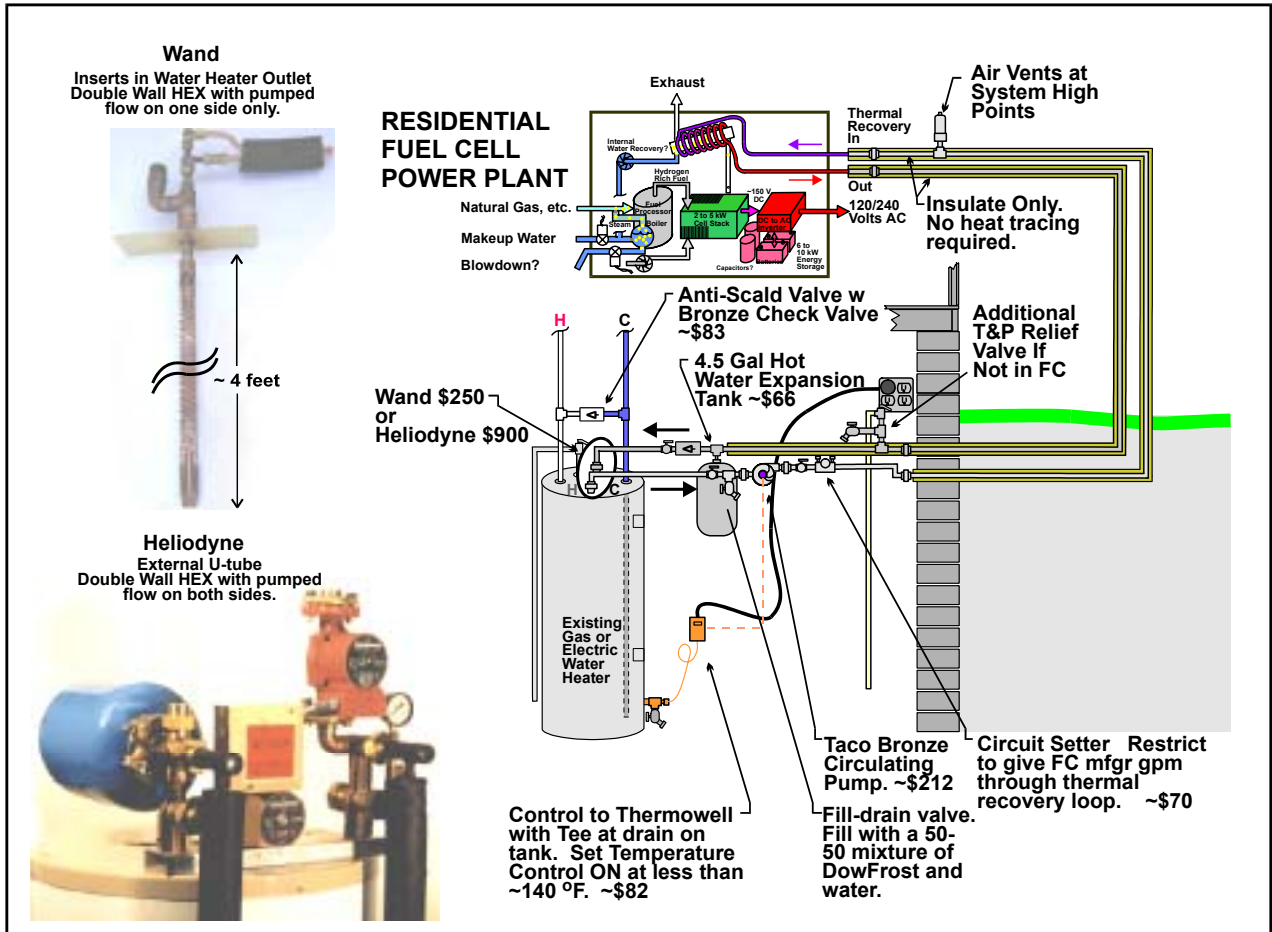 Wand
Inserts in Water Heater Outlet
Double Wall HEX with pumped
flow on one side only.
~ 4 feet
Heliodyne
External U-tube
Double Wall HEX with pumped
flow on both sides.
RESIDENTIAL
FUEL CELL
POWER PLANT
Exhaust
Internal
Water Recovery?
Hydrogen
Rich Fuel
Natural Gas, etc.
Fuel
Processor
Boiler
Steam
Makeup Water
Blowdown?
2 to 5 kW
Cell Stack
~150 V
DC
DC to AC
Inverter
Batteries
Capacitors?
6 to
10 kW
Energy
Storage
Thermal
Recovery
In
Out
120/240
Volts AC
Air Vents at
System High
Points
Insulate Only.
No heat tracing
required.
Additional
T&P Relief
Valve If
Not in FC
Anti-Scald Valve w
Bronze Check Valve
~$83
4.5 Gal Hot
Water Expansion
Tank ~$66
H
C
Wand $250
or
Heliodyne $900
H
C
Existing
Gas or
Electric
Water
Heater
Control to Thermowell
with Tee at drain on
tank. Set Temperature
Control ON at less than
~140 ºF. ~$82
Fill-drain valve.
Fill with a 50-
50 mixture of
DowFrost and
water.
Taco Bronze
Circulating
Pump. ~$212
Circuit Setter Restrict
to give FC mfgr gpm
through thermal
recovery loop. ~$70